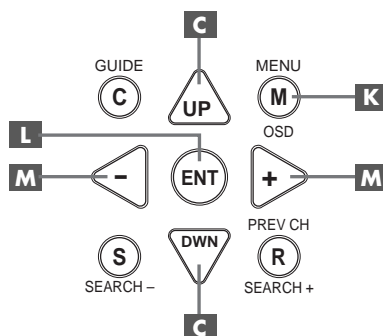 C
GUIDE
MENU
C
UP
M
K
OSD
L
M
-
ENT
+
M
PREV CH
S
DWN
R
SEARCH –
SEARCH +
C